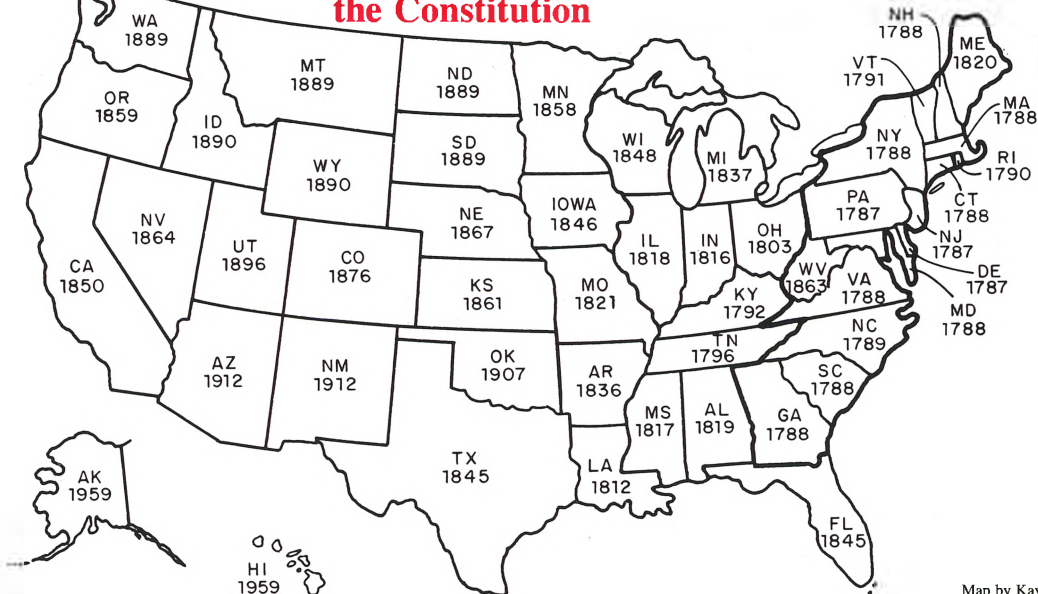 the Constitution
WA
1889
OR
1859
ID
1890
MT
1889
WY
1890
ND
1889
SD
1889
NE
1867
KS
1861
MN
1858
IOWA
1846
MO
1821
WI
1848
MI
1837
IL
1818
IN
1816
OH
1803
KY
1792
TN
1796
WV
1863
VA
1788
NC
1789
SC
1788
GA
1788
AL
1819
MS
1817
AR
1836
LA
1812
FL
1845
OK
1907
TX
1845
NM
1912
AZ
1912
CO
1876
UT
1896
NV
1864
CA
1850
AK
1959
HI
1959
NH
1788
VT
1791
ME
1820
MA
1788
NY
1788
RI
1790
CT
1788
PA
1787
NJ
1787
DE
1787
MD
1788
Map by Kay